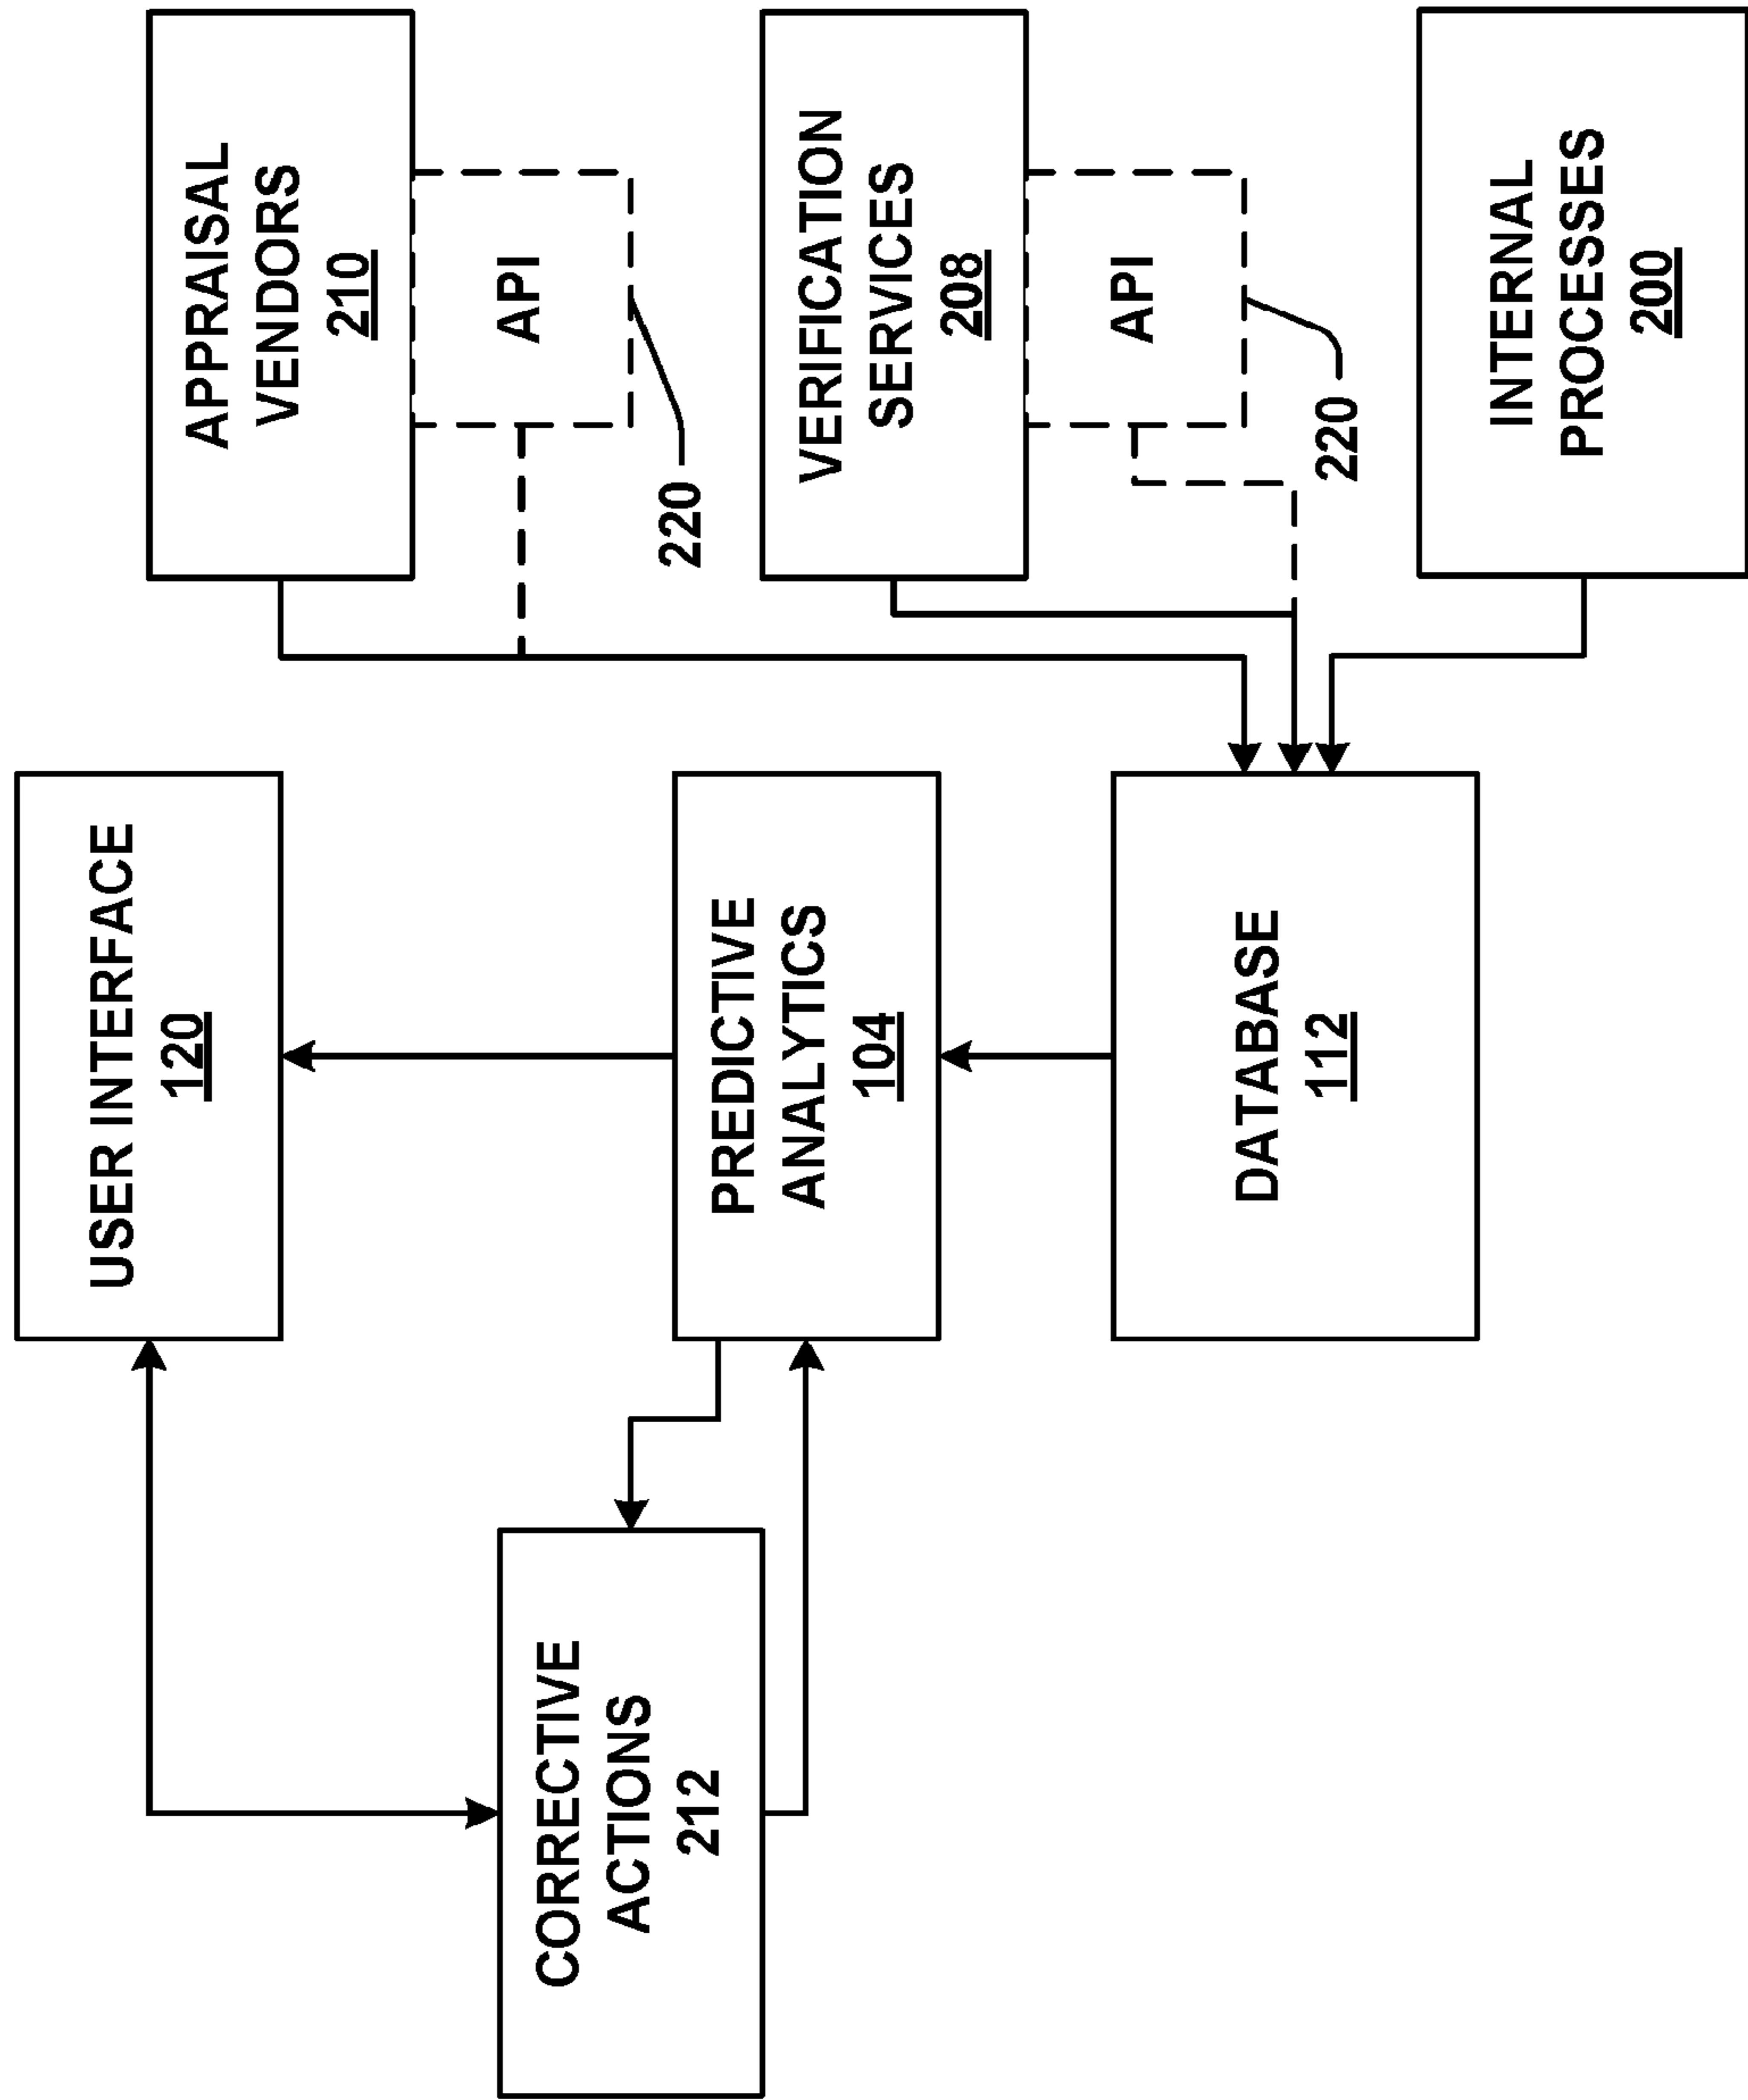 CORRECTIVE
ACTIONS
212
USER INTERFACE
120
PREDICTIVE
ANALYTICS
104
DATABASE
112
APPRAISAL
VENDORS
210
API
220
VERIFICATION
SERVICES
208
API
220
INTERNAL
PROCESSES
200